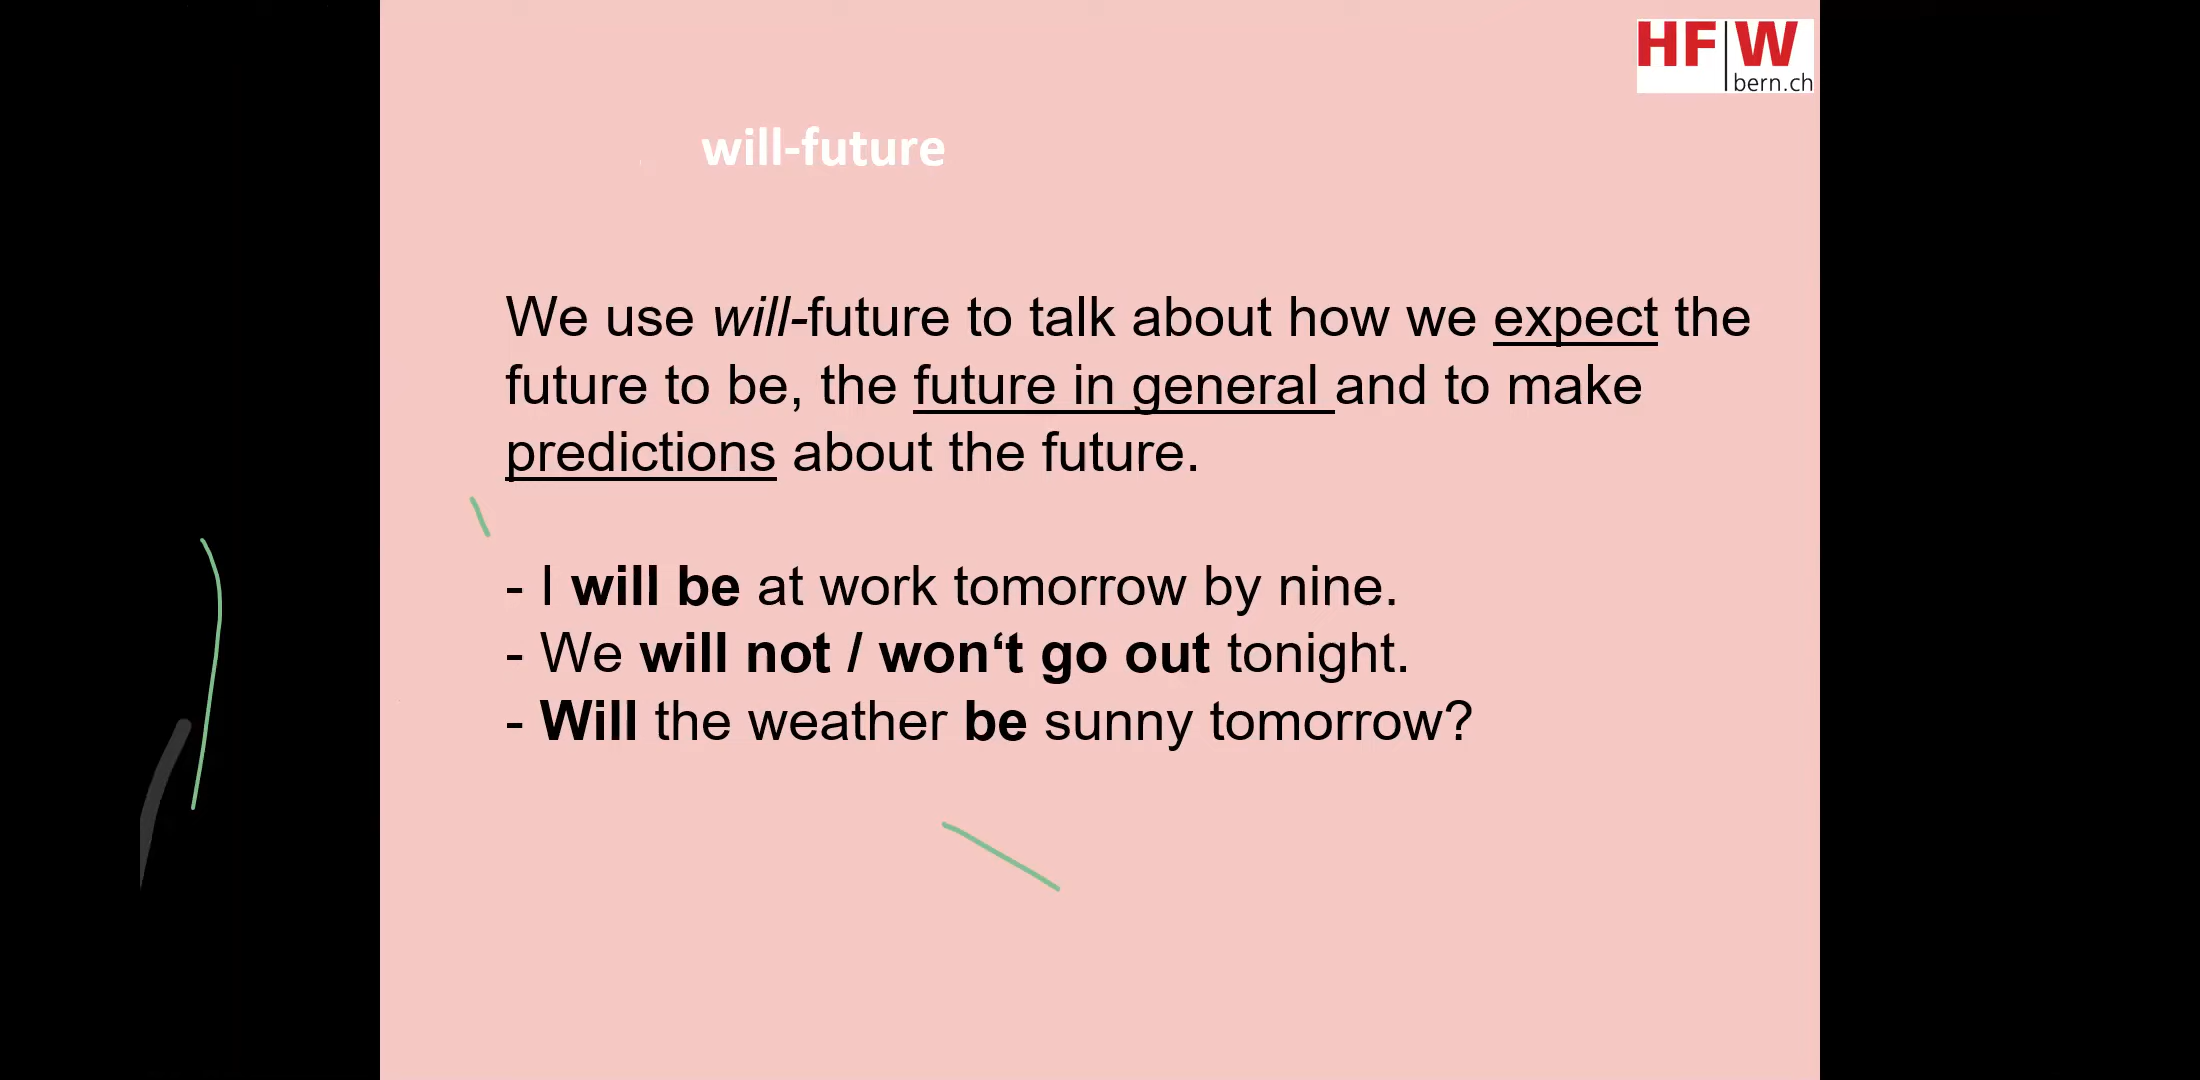 HF W
bern.ch
will-future
We use will-future to talk about how we expect the
future to be, the future in general and to make
predictions about the future.
- I will be at work tomorrow by nine.
- We will not / won‘t go out tonight.
- Will the weather be sunny tomorrow?